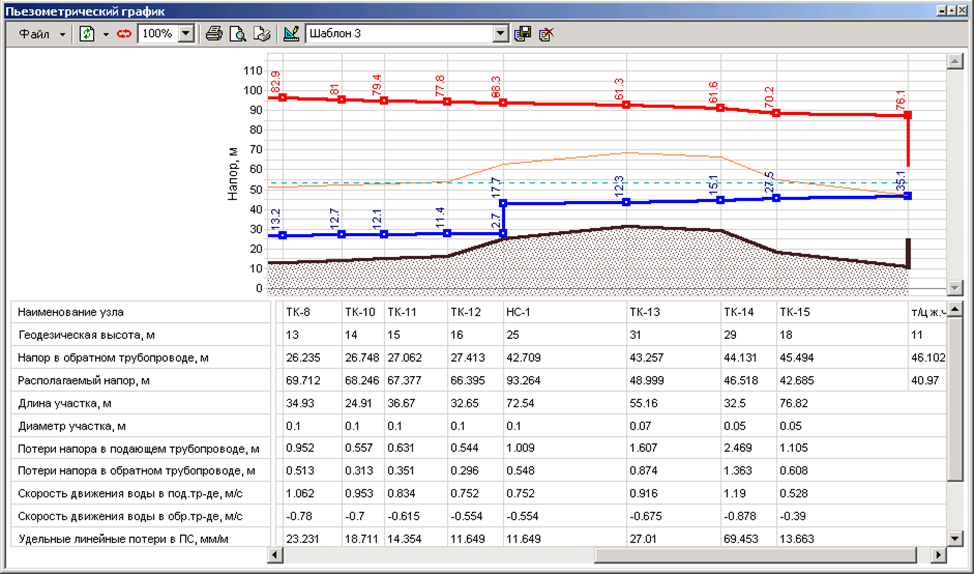 Пьезометрический график
Файл 100% Шаблон 3
Напор, м
110
100
90
80
70
60
50
40
30
20
10
0
82.9 81 79.4 77.8 68.3 61.3 61.6 70.2 76.1
13.2 12.7 12.1 11.4 2.7 17.7 12.3 15.1 27.5 35.1
Наименование узла ТК-8 ТК-10 ТК-11 ТК-12 НС-1 ТК-13 ТК-14 ТК-15 т/ц ж.ч
Геодезическая высота, м 13 14 15 16 25 31 29 18 11
Напор в обратном трубопроводе, м 26.235 26.748 27.062 27.413 42.709 43.257 44.131 45.494 46.102
Располагаемый напор, м 69.712 68.246 67.377 66.395 93.264 48.999 46.518 42.685 40.97
Длина участка, м 34.93 24.91 36.67 32.65 72.54 55.16 32.5 76.82
Диаметр участка, м 0.1 0.1 0.1 0.1 0.1 0.07 0.05 0.05
Потери напора в подающем трубопроводе, м 0.952 0.557 0.631 0.544 1.009 1.607 2.469 1.105
Потери напора в обратном трубопроводе, м 0.513 0.313 0.351 0.296 0.548 0.874 1.363 0.608
Скорость движения воды в под.тр-де, м/с 1.062 0.953 0.834 0.752 0.752 0.916 1.19 0.528
Скорость движения воды в обр.тр-де, м/с -0.78 -0.7 -0.615 -0.554 -0.554 -0.675 -0.878 -0.39
Удельные линейные потери в ПС, мм/м 23.231 18.711 14.354 11.649 11.649 27.01 69.453 13.663